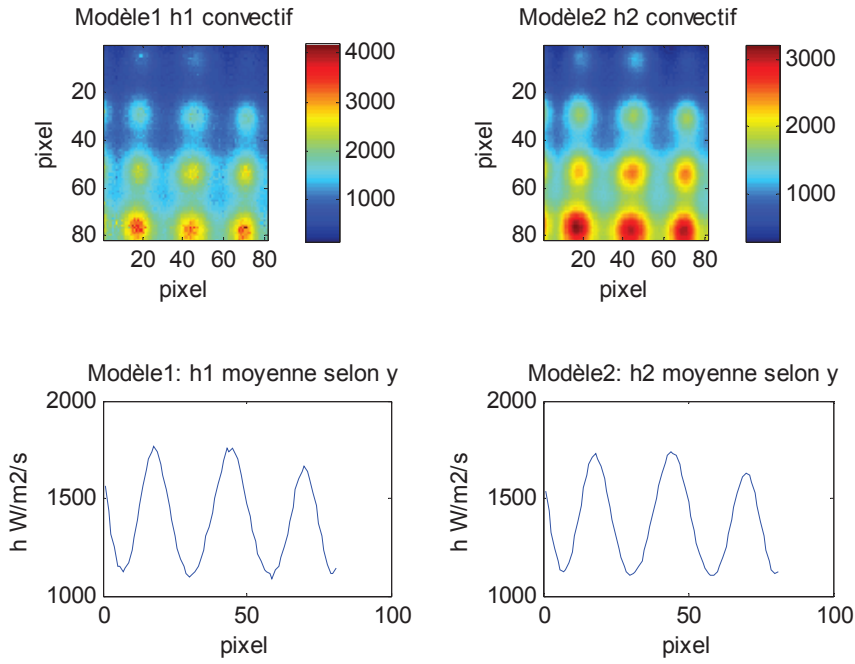 Modèle1 h1 convectif
Modèle2 h2 convectif
20
40
60
80
pixel
20 40 60 80
pixel
4000
3000
2000
1000
20
40
60
80
pixel
20 40 60 80
pixel
3000
2000
1000
Modèle1: h1 moyenne selon y
2000
1500
1000
h W/m2/s
0 50 100
pixel
Modèle2: h2 moyenne selon y
2000
1500
1000
h W/m2/s
0 50 100
pixel